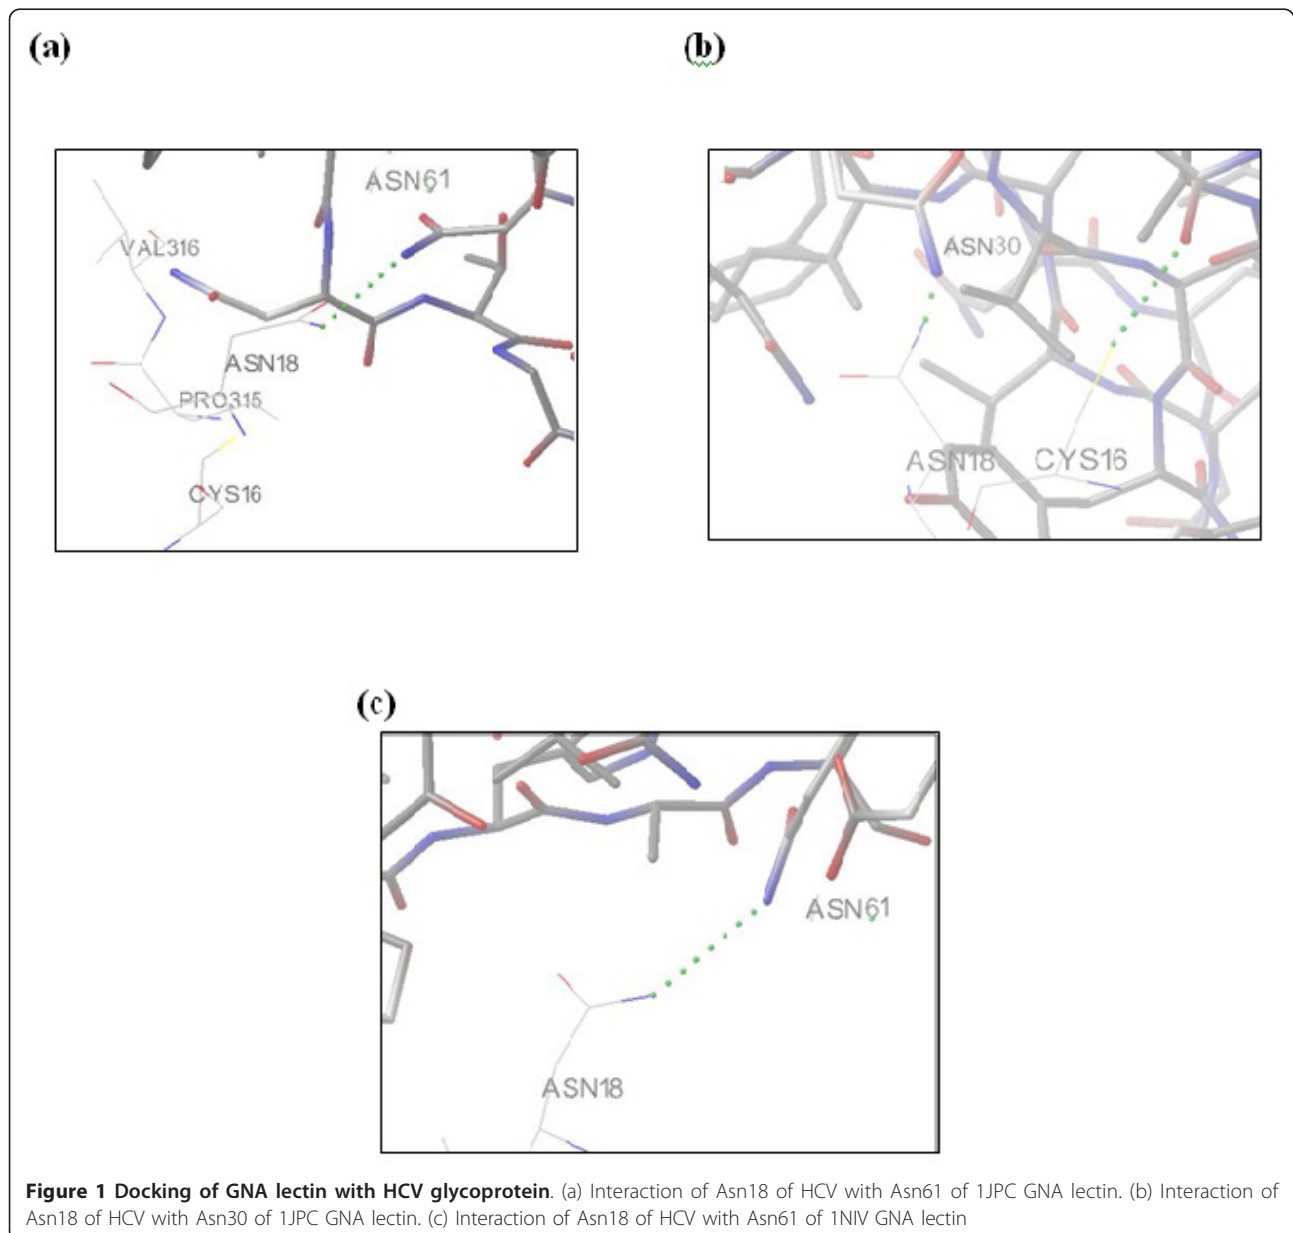 (a)
(b)
ASN61
VAL316
ASN18
PRO315
CYS16
ASN30
ASN18
CYS16
(c)
ASN61
ASN18
Figure 1 Docking of GNA lectin with HCV glycoprotein. (a) Interaction of Asn18 of HCV with Asn61 of 1JPC GNA lectin. (b) Interaction of
Asn18 of HCV with Asn30 of 1JPC GNA lectin. (c) Interaction of Asn18 of HCV with Asn61 of 1NIV GNA lectin